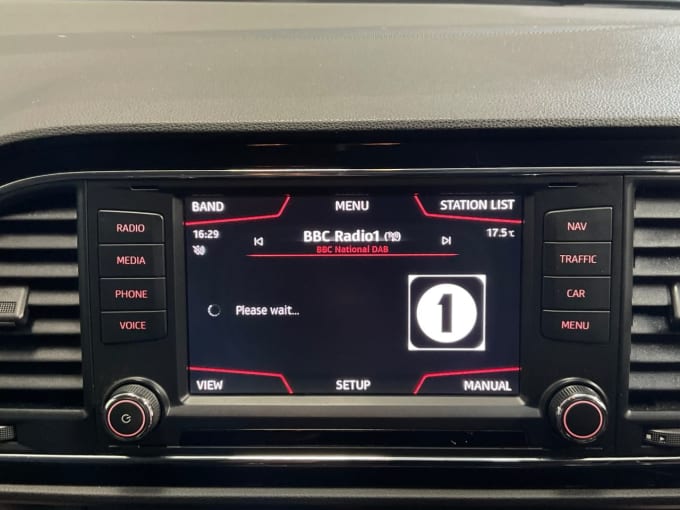 BAND MENU STATION LIST
16:29 BBC Radio1 17.5°C
BBC National DAB
Please wait...
1
VIEW SETUP MANUAL
RADIO
MEDIA
PHONE
VOICE
NAV
TRAFFIC
CAR
MENU